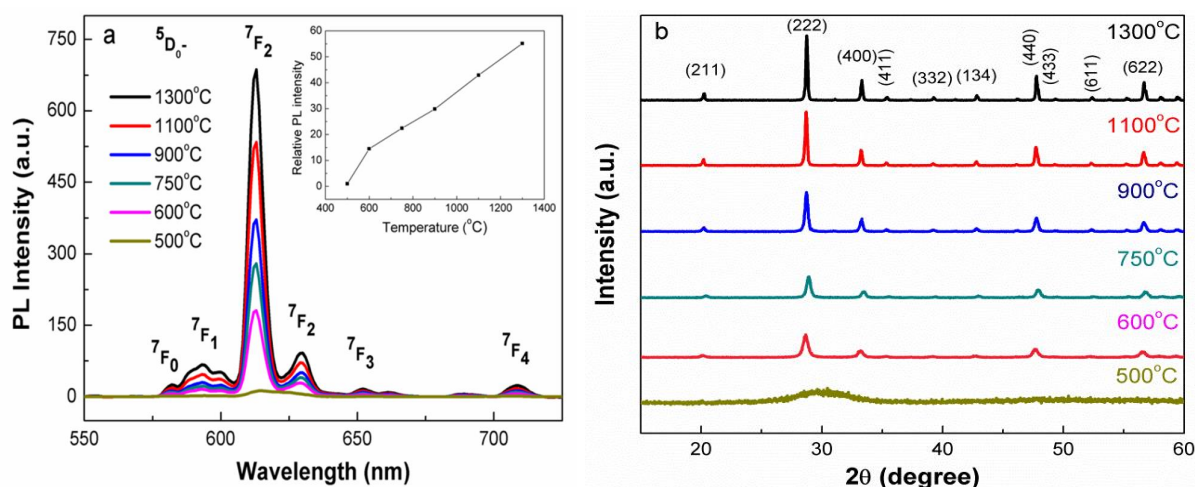 a
⁵D₀-
⁷F₂
1300°C
1100°C
900°C
750°C
600°C
500°C
⁷F₀
⁷F₁
⁷F₂
⁷F₃
⁷F₄
750
600
450
300
150
0
550 600 650 700
PL Intensity (a.u.)
Wavelength (nm)
60
50
40
30
20
10
0
400 600 800 1000 1200 1400
Relative PL intensity
Temperature (°C)
b
(211)
(222)
(400)
(411)
(332)
(134)
(440)
(433)
(611)
(622)
1300°C
1100°C
900°C
750°C
600°C
500°C
20 30 40 50 60
Intensity (a.u.)
2θ (degree)